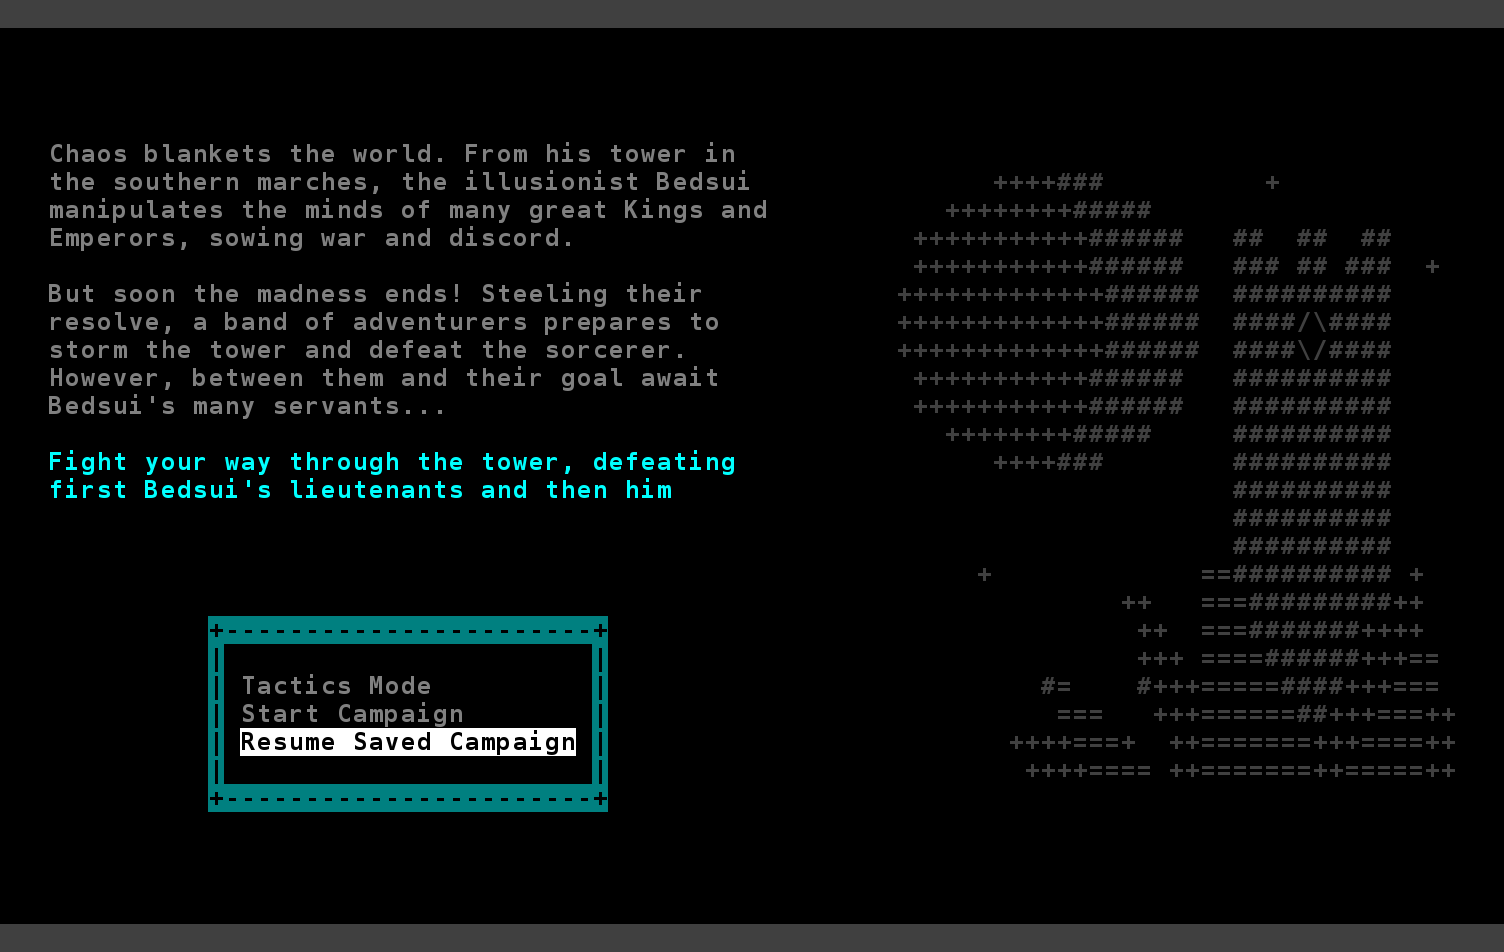 Chaos blankets the world. From his tower in
the southern marches, the illusionist Bedsui
manipulates the minds of many great Kings and
Emperors, sowing war and discord.
But soon the madness ends! Steeling their
resolve, a band of adventurers prepares to
storm the tower and defeat the sorcerer.
However, between them and their goal await
Bedsui's many servants...
Fight your way through the tower, defeating
first Bedsui's lieutenants and then him
Tactics Mode
Start Campaign
Resume Saved Campaign